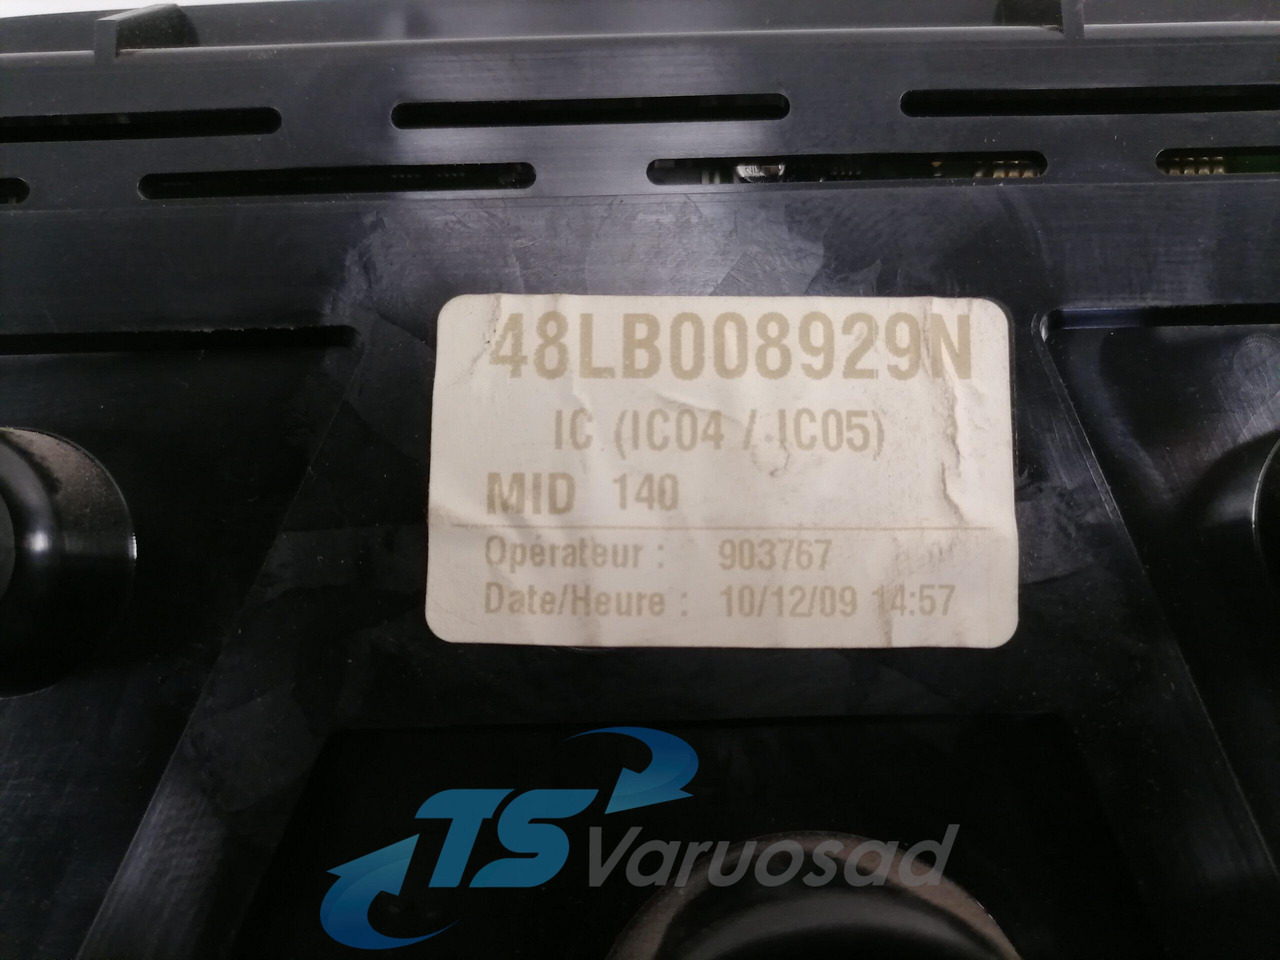 48LB008929N
IC (IC04 / IC05)
MID 140
Opérateur : 903767
Date/Heure : 10/12/09 14:57
TS Varuosad